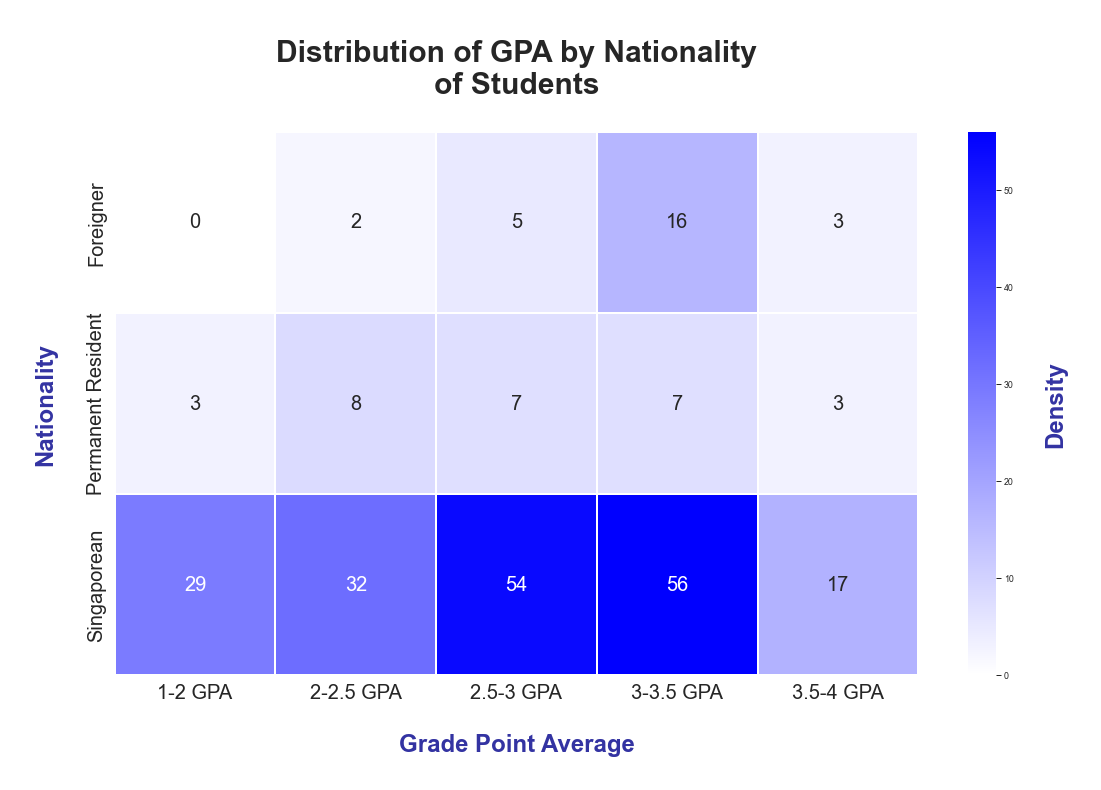 Distribution of GPA by Nationality
of Students
Nationality
Foreigner
0 2 5 16 3
Permanent Resident
3 8 7 7 3
Singaporean
29 32 54 56 17
1-2 GPA 2-2.5 GPA 2.5-3 GPA 3-3.5 GPA 3.5-4 GPA
Grade Point Average
50
40
30
20
10
0
Density